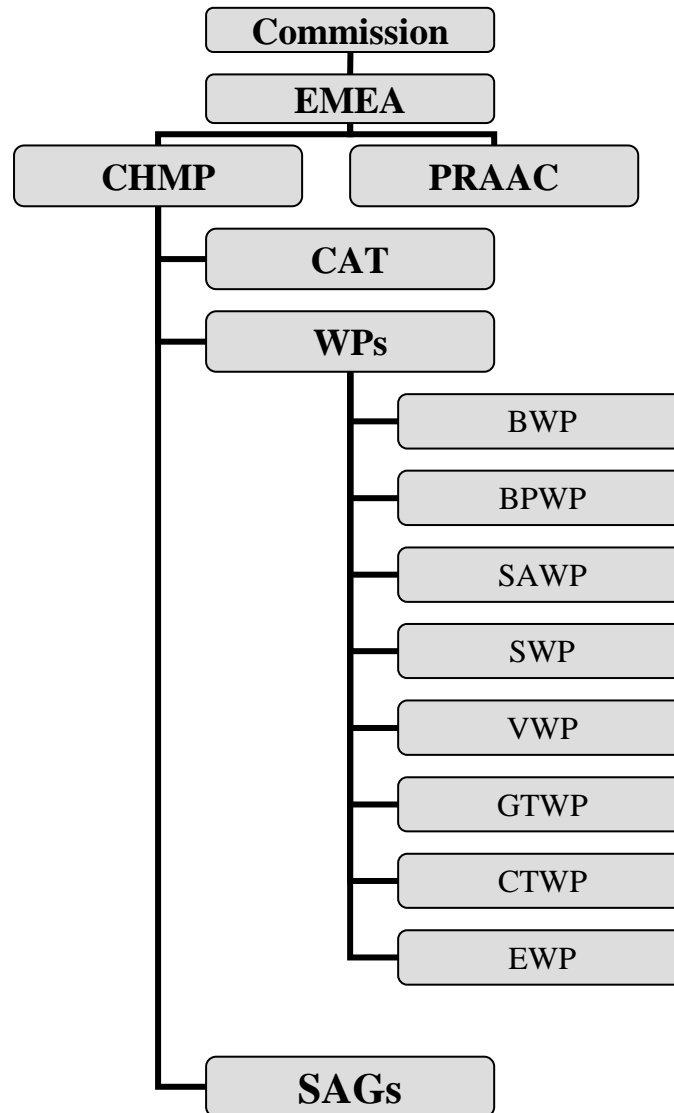 Commission
EMEA
CHMP
PRAAC
CAT
WPs
BWP
BPWP
SAWP
SWP
VWP
GTWP
CTWP
EWP
SAGs